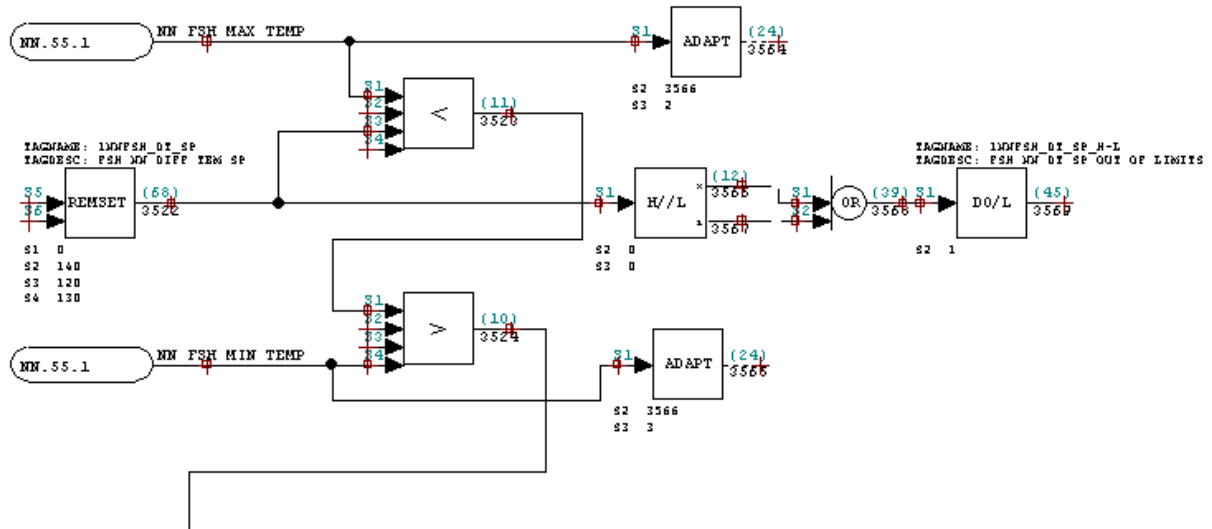 NN.55.1
NN FSH MAX TEMP
S1
ADAPT
(24)
3564
S2 3566
S3 2
S1
S2
S3
S4
<
(11)
3523
TAGNAME: 1NNFSH_DT_SP
TAGDESC: FSH NN DIFF TEM SP
S5
S6
REMSET
(68)
3522
S1 0
S2 140
S3 120
S4 130
S1
H//L
(12)
3566
3567
S2 0
S3 0
S1
S2
OR
(39)
3568
TAGNAME: 1NNFSH_DT_SP_H-L
TAGDESC: FSH NN DT SP OUT OF LIMITS
S1
DO/L
(45)
3569
S2 1
S1
S2
S3
S4
>
(10)
3524
NN.55.1
NN FSH MIN TEMP
S1
ADAPT
(24)
3565
S2 3566
S3 3